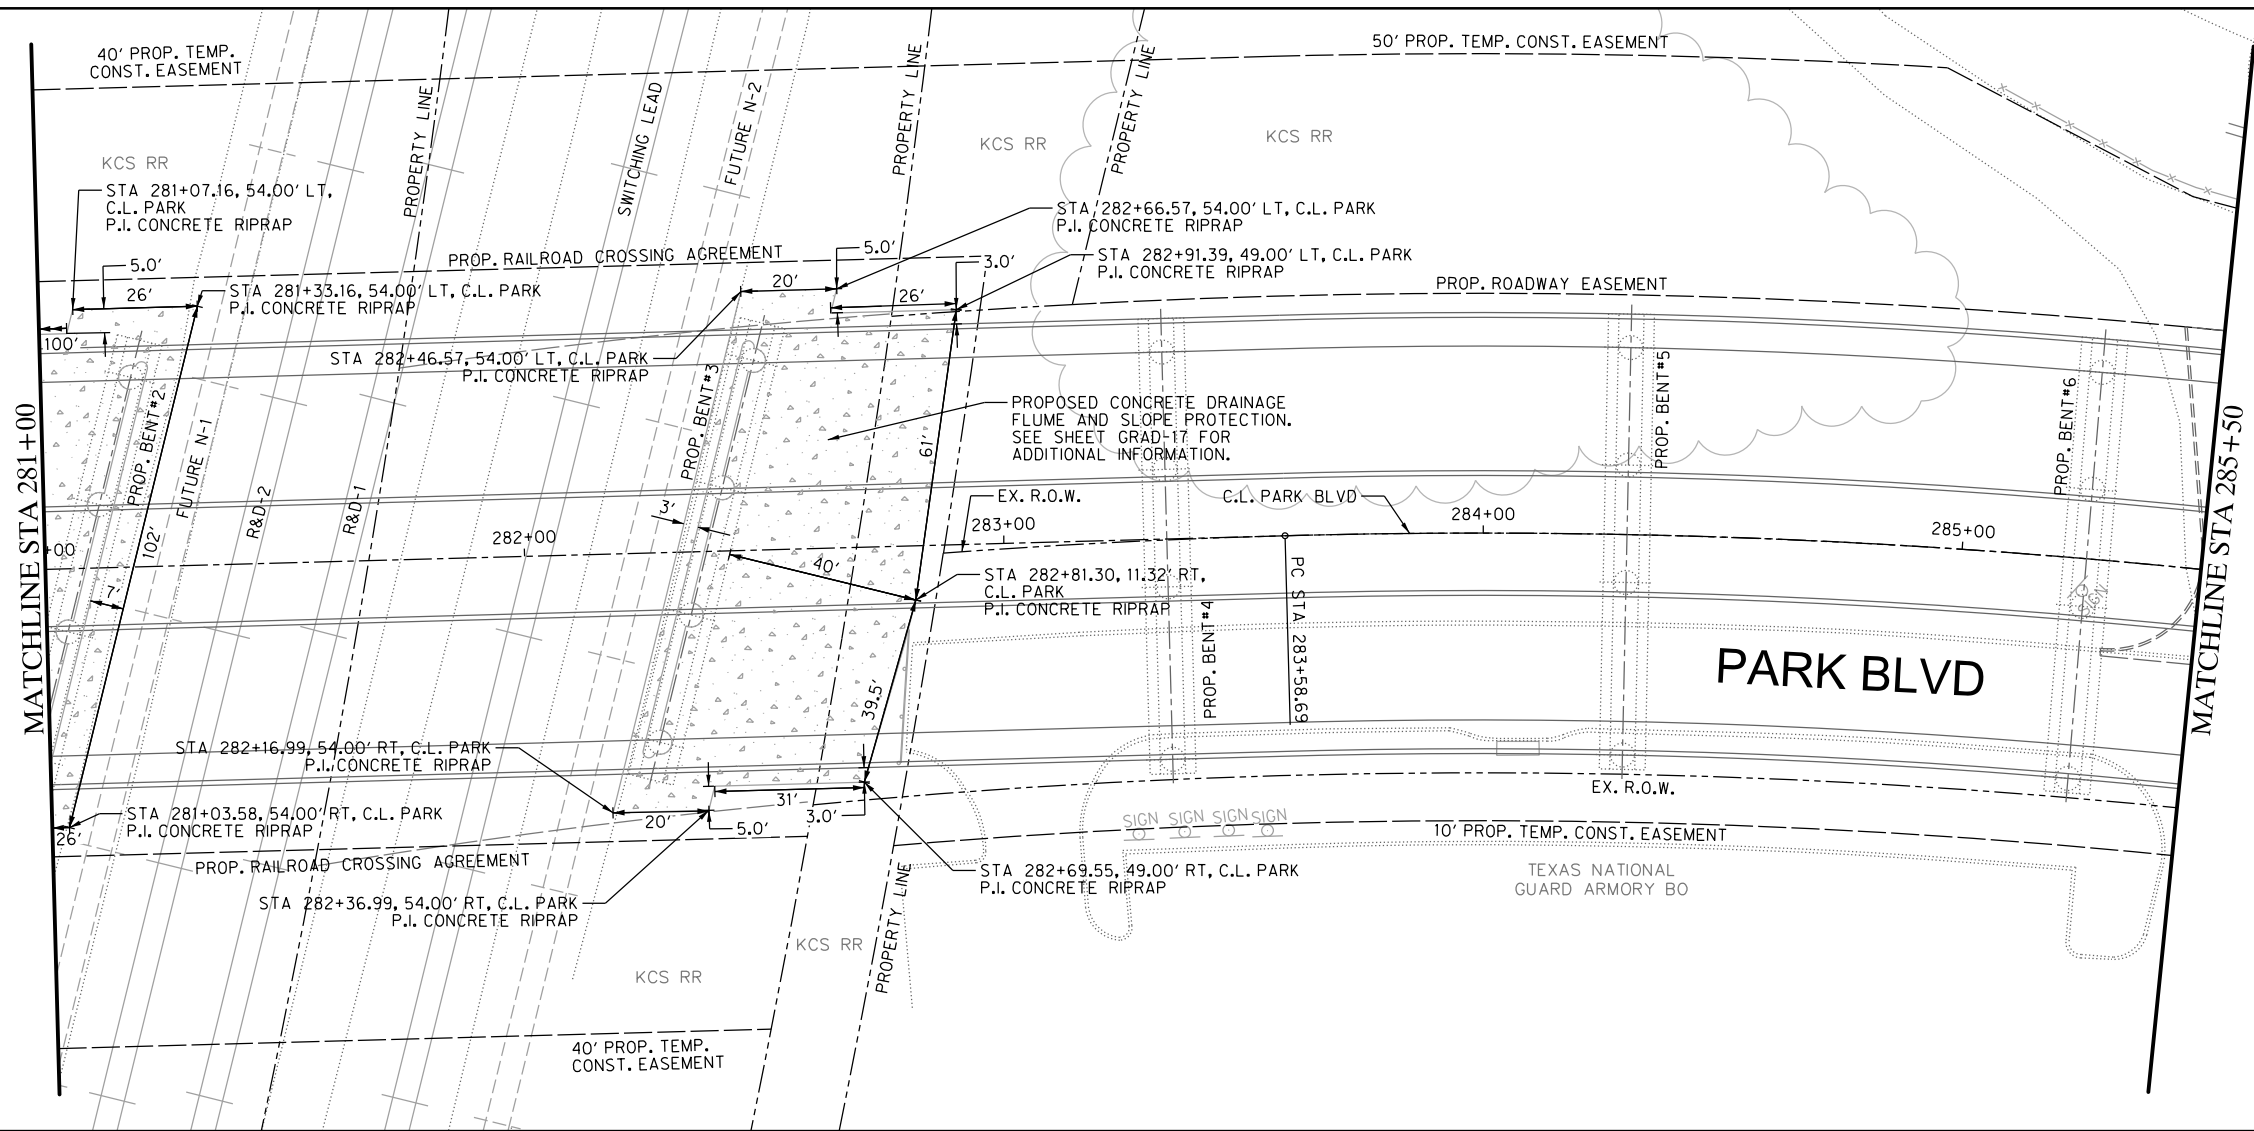 40' PROP. TEMP.
CONST. EASEMENT
50' PROP. TEMP. CONST. EASEMENT
PROPERTY LINE
SWITCHING LEAD
FUTURE N-2
PROPERTY LINE
PROPERTY LINE
KCS RR
KCS RR
KCS RR
STA 281+07.16, 54.00' LT,
C.L. PARK
P.I. CONCRETE RIPRAP
STA 282+66.57, 54.00' LT, C.L. PARK
P.I. CONCRETE RIPRAP
PROP. RAILROAD CROSSING AGREEMENT
5.0'
STA 282+91.39, 49.00' LT, C.L. PARK
P.I. CONCRETE RIPRAP
3.0'
5.0'
26'
STA 281+33.16, 54.00' LT, C.L. PARK
P.I. CONCRETE RIPRAP
20'
26'
PROP. ROADWAY EASEMENT
100'
STA 282+46.57, 54.00' LT, C.L. PARK
P.I. CONCRETE RIPRAP
MATCHLINE STA 281+00
PROP. BENT#2
FUTURE N-1
R&D-2
R&D-1
PROP. BENT#3
PROPOSED CONCRETE DRAINAGE
FLUME AND SLOPE PROTECTION.
SEE SHEET GRAD-17 FOR
ADDITIONAL INFORMATION.
61'
PROP. BENT#5
PROP. BENT#6
MATCHLINE STA 285+50
102'
3'
EX. R.O.W.
C.L. PARK BLVD
+00
282+00
283+00
284+00
285+00
7'
40'
STA 282+81.30, 11.32' RT,
C.L. PARK
P.I. CONCRETE RIPRAP
PROP. BENT#4
PC STA 283+58.69
SIGN
PARK BLVD
39.5'
STA 282+16.99, 54.00' RT, C.L. PARK
P.I. CONCRETE RIPRAP
STA 281+03.58, 54.00' RT, C.L. PARK
P.I. CONCRETE RIPRAP
26'
31'
20'
5.0'
3.0'
EX. R.O.W.
SIGN SIGN SIGN SIGN
10' PROP. TEMP. CONST. EASEMENT
PROP. RAILROAD CROSSING AGREEMENT
STA 282+69.55, 49.00' RT, C.L. PARK
P.I. CONCRETE RIPRAP
TEXAS NATIONAL
GUARD ARMORY BO
STA 282+36.99, 54.00' RT, C.L. PARK
P.I. CONCRETE RIPRAP
PROPERTY LINE
KCS RR
KCS RR
40' PROP. TEMP.
CONST. EASEMENT